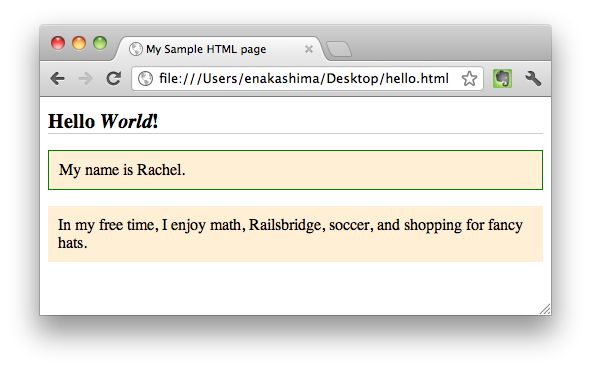 My Sample HTML page
file:///Users/enakashima/Desktop/hello.html
Hello World!
My name is Rachel.
In my free time, I enjoy math, Railsbridge, soccer, and shopping for fancy
hats.